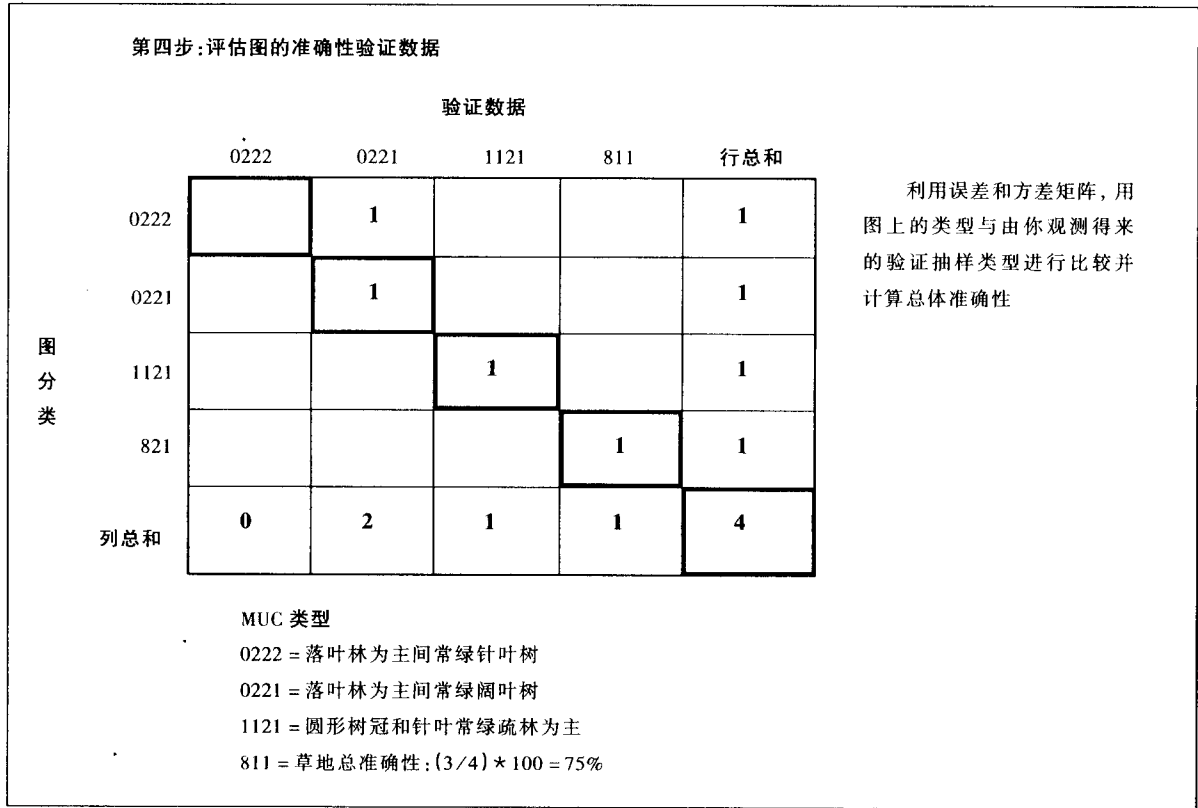 第四步:评估图的准确性验证数据
验证数据
0222 0221 1121 811 行总和
0222 1 1
0221 1 1
1121 1 1
821 1 1
列总和 0 2 1 1 4
图
分
类
利用误差和方差矩阵,用
图上的类型与由你观测得来
的验证抽样类型进行比较并
计算总体准确性
MUC 类型
0222=落叶林为主间常绿针叶树
0221=落叶林为主间常绿阔叶树
1121=圆形树冠和针叶常绿疏林为主
811=草地总准确性:(3/4)*100=75%